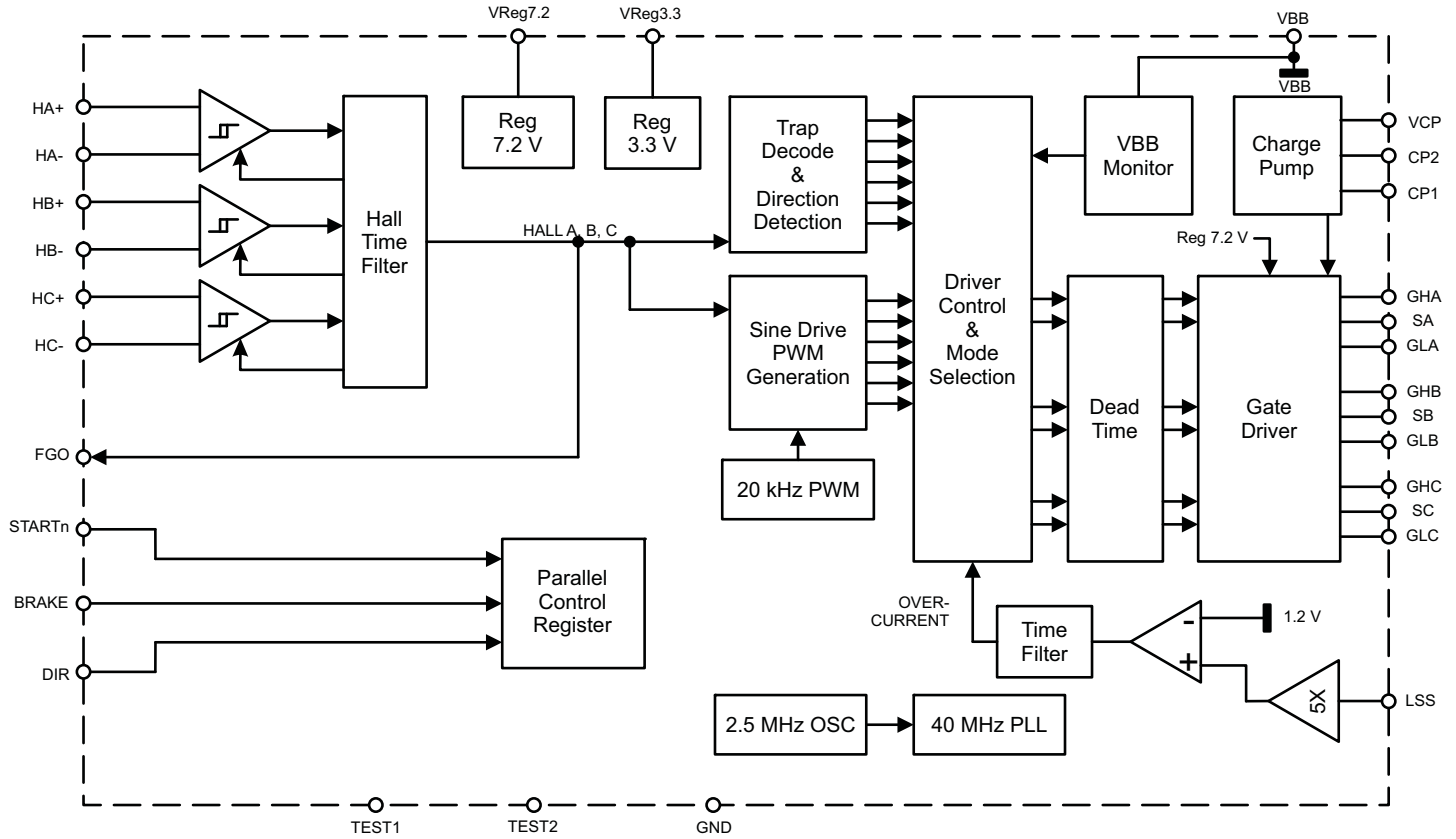 VReg7.2
VReg3.3
VBB
VBB
HA+
HA-
HB+
HB-
HC+
HC-
Hall
Time
Filter
Reg
7.2 V
Reg
3.3 V
HALL A, B, C
Trap
Decode
&
Direction
Detection
Sine Drive
PWM
Generation
20 kHz PWM
Driver
Control
&
Mode
Selection
VBB
Monitor
Charge
Pump
VCP
CP2
CP1
Reg 7.2 V
Dead
Time
Gate
Driver
GHA
SA
GLA
GHB
SB
GLB
GHC
SC
GLC
FGO
STARTn
BRAKE
DIR
Parallel
Control
Register
OVER-
CURRENT
Time
Filter
-
+
1.2 V
5X
LSS
2.5 MHz OSC
40 MHz PLL
TEST1
TEST2
GND